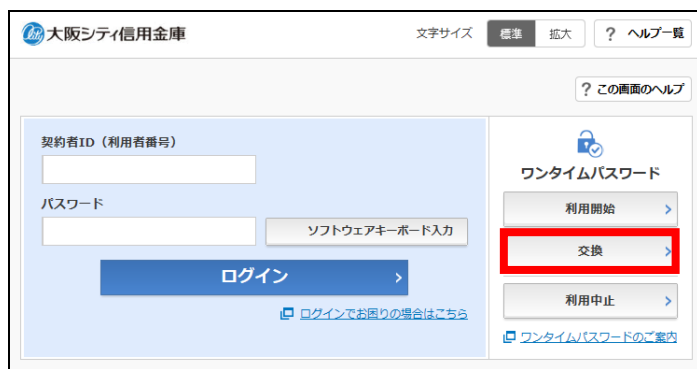 大阪シティ信用金庫 文字サイズ 標準 拡大 ? ヘルプ一覧
? この画面のヘルプ
契約者ID（利用者番号）
パスワード
ソフトウェアキーボード入力
ログイン
ログインでお困りの場合はこちら
ワンタイムパスワード
利用開始
交換
利用中止
ワンタイムパスワードのご案内